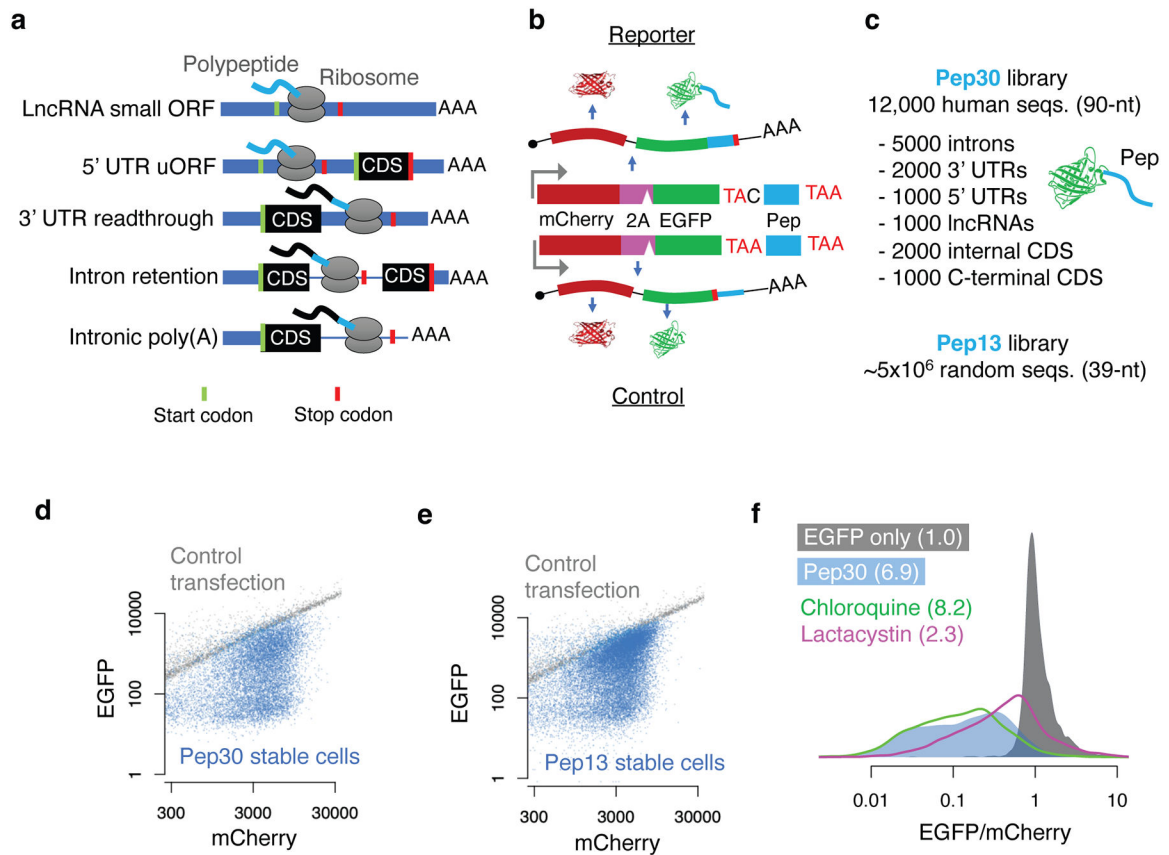 a
Polypeptide
Ribosome
LncRNA small ORF
AAA
5' UTR uORF
CDS
AAA
3' UTR readthrough
CDS
AAA
Intron retention
CDS
CDS
AAA
Intronic poly(A)
CDS
AAA
Start codon
Stop codon
b
Reporter
AAA
TAC
TAA
mCherry
2A
EGFP
Pep
TAA
TAA
AAA
Control
c
Pep30 library
12,000 human seqs. (90-nt)
- 5000 introns
- 2000 3' UTRs
- 1000 5' UTRs
- 1000 lncRNAs
- 2000 internal CDS
- 1000 C-terminal CDS
Pep
Pep13 library
~5x10⁶ random seqs. (39-nt)
d
Control
transfection
EGFP
10000
100
1
Pep30 stable cells
300
3000
30000
mCherry
e
Control
transfection
EGFP
10000
100
1
Pep13 stable cells
300
3000
30000
mCherry
f
EGFP only (1.0)
Pep30 (6.9)
Chloroquine (8.2)
Lactacystin (2.3)
0.01
0.1
1
10
EGFP/mCherry